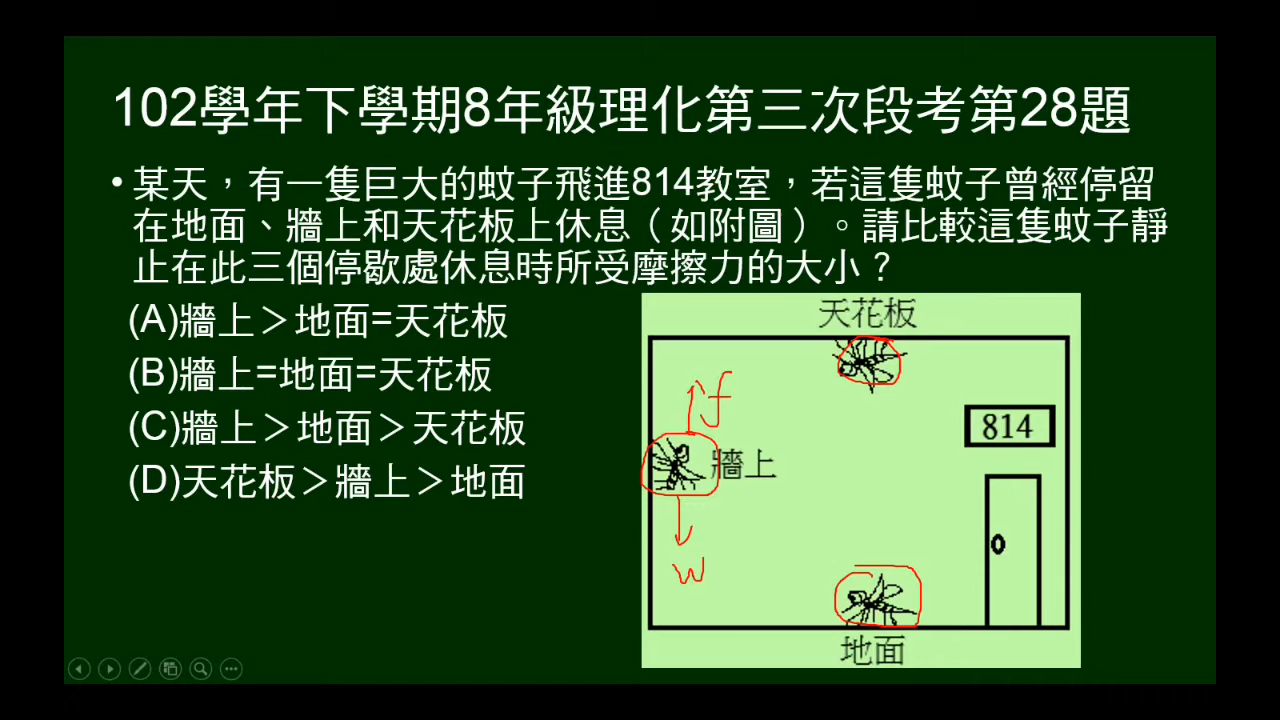 102學年下學期8年級理化第三次段考第28題
•某天，有一隻巨大的蚊子飛進814教室，若這隻蚊子曾經停留
在地面、牆上和天花板上休息（如附圖）。請比較這隻蚊子靜
止在此三個停歇處休息時所受摩擦力的大小？
(A)牆上＞地面=天花板
(B)牆上=地面=天花板
(C)牆上＞地面＞天花板
(D)天花板＞牆上＞地面
天花板
f
814
牆上
w
地面